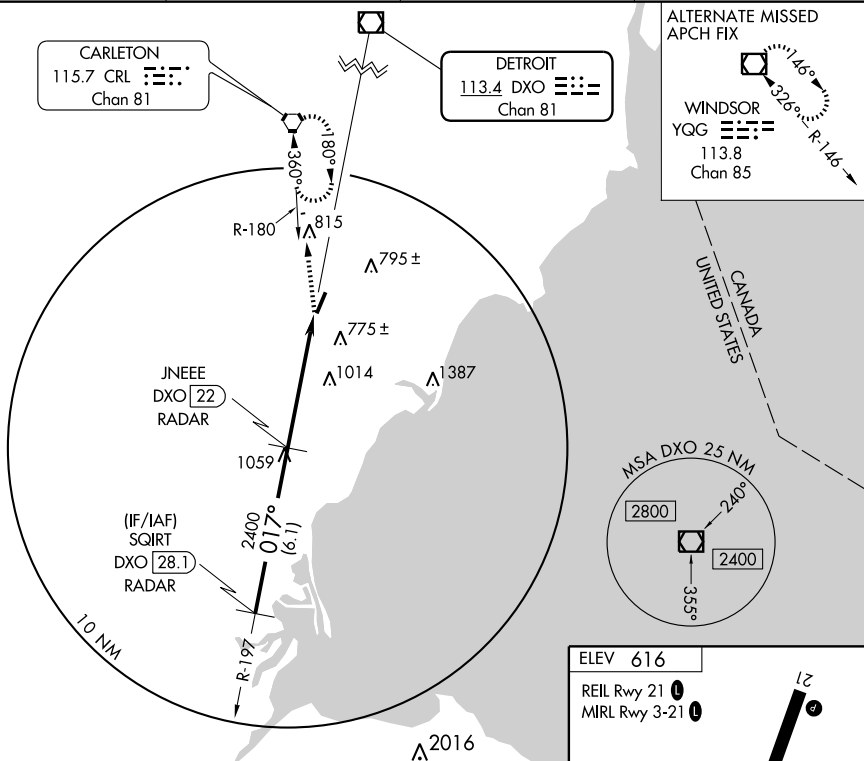 CARLETON
115.7 CRL
Chan 81
DETROIT
113.4 DXO
Chan 81
ALTERNATE MISSED
APCH FIX
146°
326°
R-146
WINDSOR
YQG
113.8
Chan 85
360°
180°
R-180
815
795 ±
775 ±
1014
1387
CANADA
UNITED STATES
JNEEE
DXO 22
RADAR
1059
2400
017°
(6.1)
(IF/IAF)
SQIRT
DXO 28.1
RADAR
R-197
10 NM
MSA DXO 25 NM
2800
240°
2400
355°
2016
ELEV 616
REIL Rwy 21 L
MIRL Rwy 3-21 L
21
P